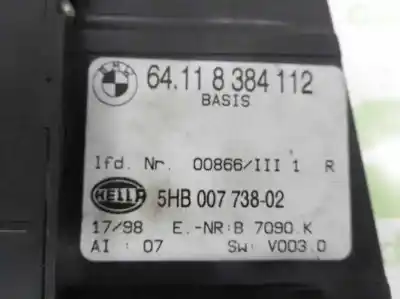 BMW
64.11 8 384 112
BASIS
lfd. Nr. 00866/III 1 R
HELLA
5HB 007 738-02
17/98 E.-NR:B 7090.K
AI : 07 SW: V003.0